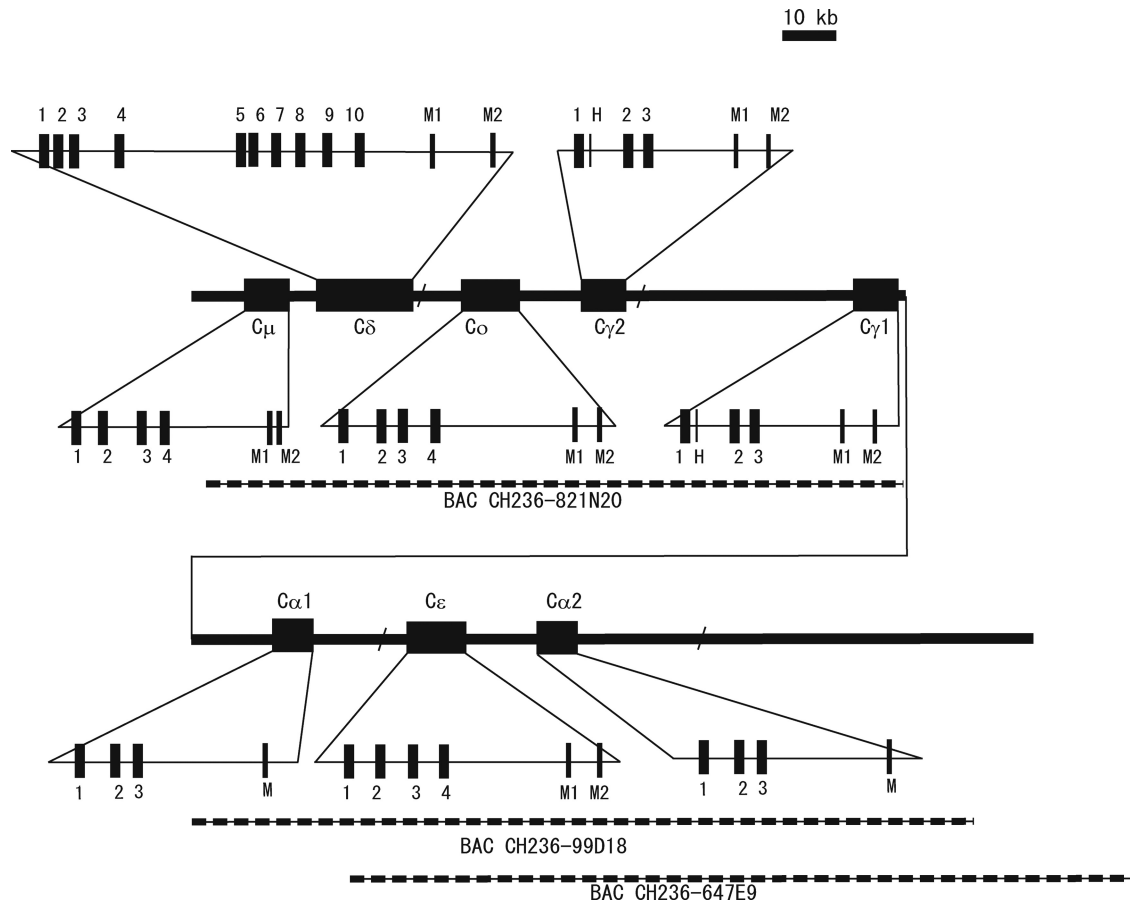 10 kb
1 2 3 4 5 6 7 8 9 10 M1 M2 1 H 2 3 M1 M2
Cμ Cδ Cο Cγ2 Cγ1
1 2 3 4 M1 M2 1 2 3 4 M1 M2 1 H 2 3 M1 M2
BAC CH236-821N20
Cα1 Cε Cα2
1 2 3 M 1 2 3 4 M1 M2 1 2 3 M
BAC CH236-99D18
BAC CH236-647E9